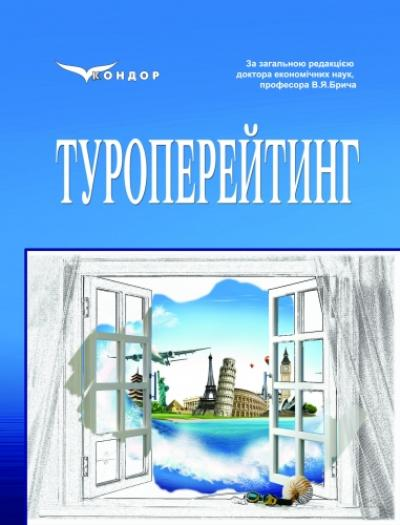 КОНДОР
За загальною редакцією
доктора економічних наук,
професора В.Я.Брича
ТУРОПЕРЕЙТИНГ